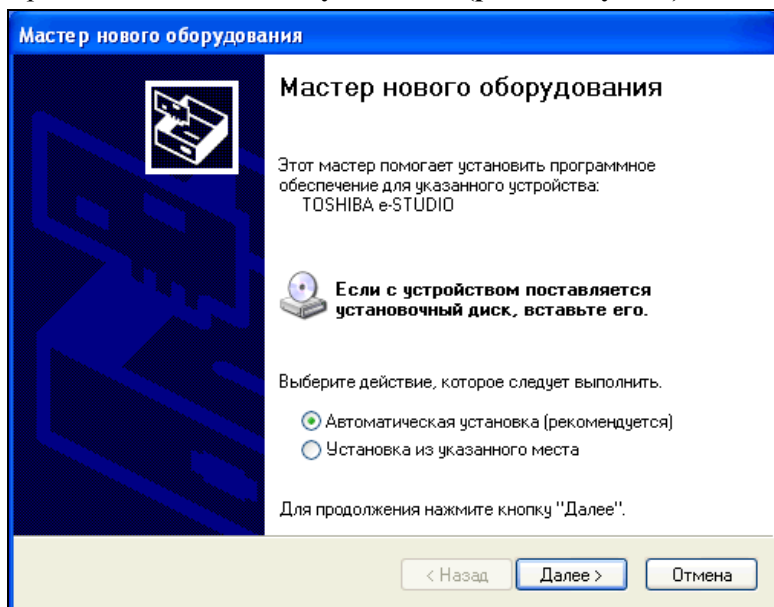 Мастер нового оборудования
Мастер нового оборудования
Этот мастер помогает установить программное
обеспечение для указанного устройства:
TOSHIBA e-STUDIO
Если с устройством поставляется
установочный диск, вставьте его.
Выберите действие, которое следует выполнить.
Автоматическая установка (рекомендуется)
Установка из указанного места
Для продолжения нажмите кнопку "Далее".
< Назад Далее > Отмена